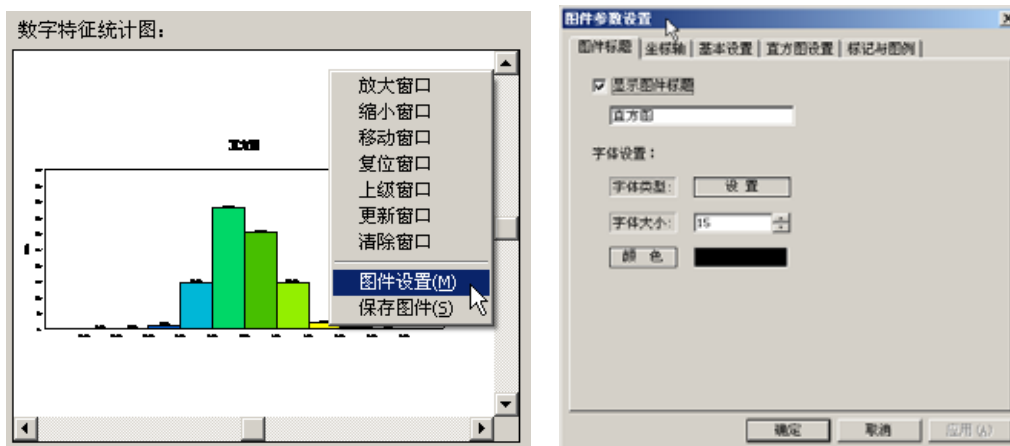 数字特征统计图：
放大窗口
缩小窗口
移动窗口
复位窗口
上级窗口
更新窗口
清除窗口
图件设置(M)
保存图件(S)
直方图
图件参数设置
图件标题 坐标轴 基本设置 直方图设置 标记与图例
显示图件标题
直方图
字体设置：
字体类型： 设 置
字体大小： 15
颜 色
确定 取消 应用(A)